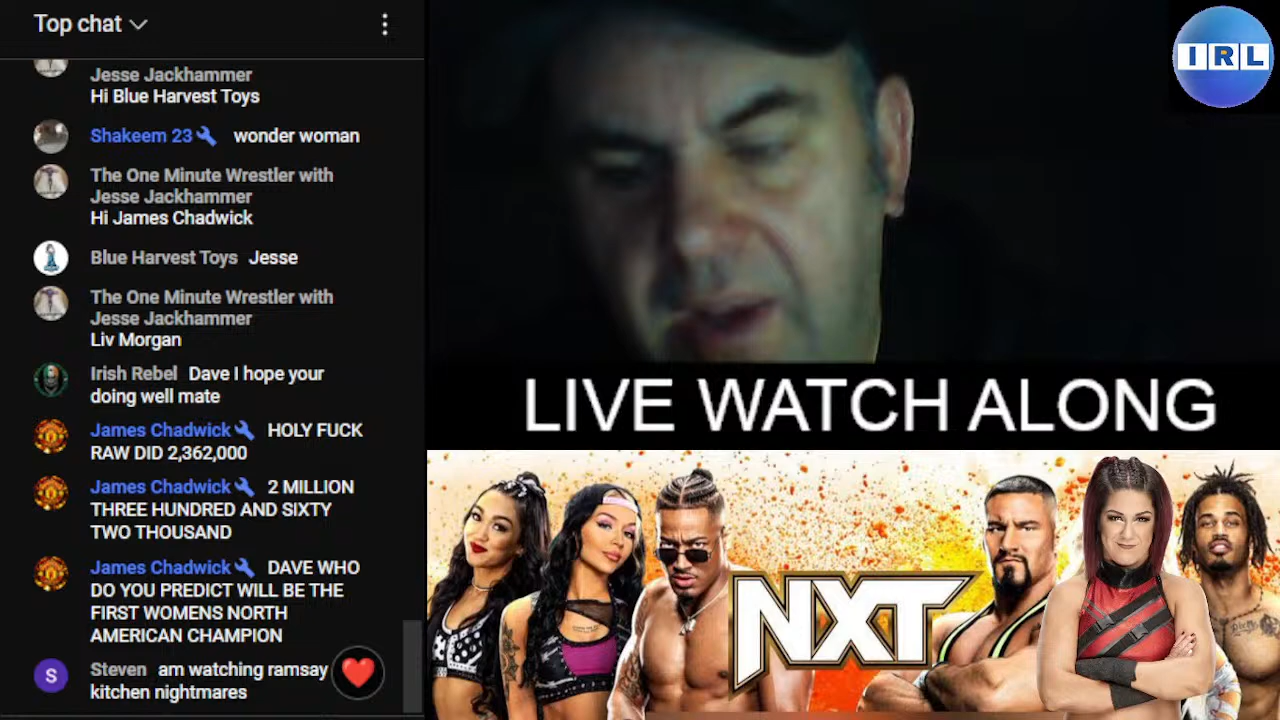 Top chat
Jesse Jackhammer
Hi Blue Harvest Toys
Shakeem 23 wonder woman
The One Minute Wrestler with
Jesse Jackhammer
Hi James Chadwick
Blue Harvest Toys Jesse
The One Minute Wrestler with
Jesse Jackhammer
Liv Morgan
Irish Rebel Dave I hope your
doing well mate
James Chadwick HOLY FUCK
RAW DID 2,362,000
James Chadwick 2 MILLION
THREE HUNDRED AND SIXTY
TWO THOUSAND
James Chadwick DAVE WHO
DO YOU PREDICT WILL BE THE
FIRST WOMENS NORTH
AMERICAN CHAMPION
S
Steven am watching ramsay
kitchen nightmares
IRL
LIVE WATCH ALONG
NXT